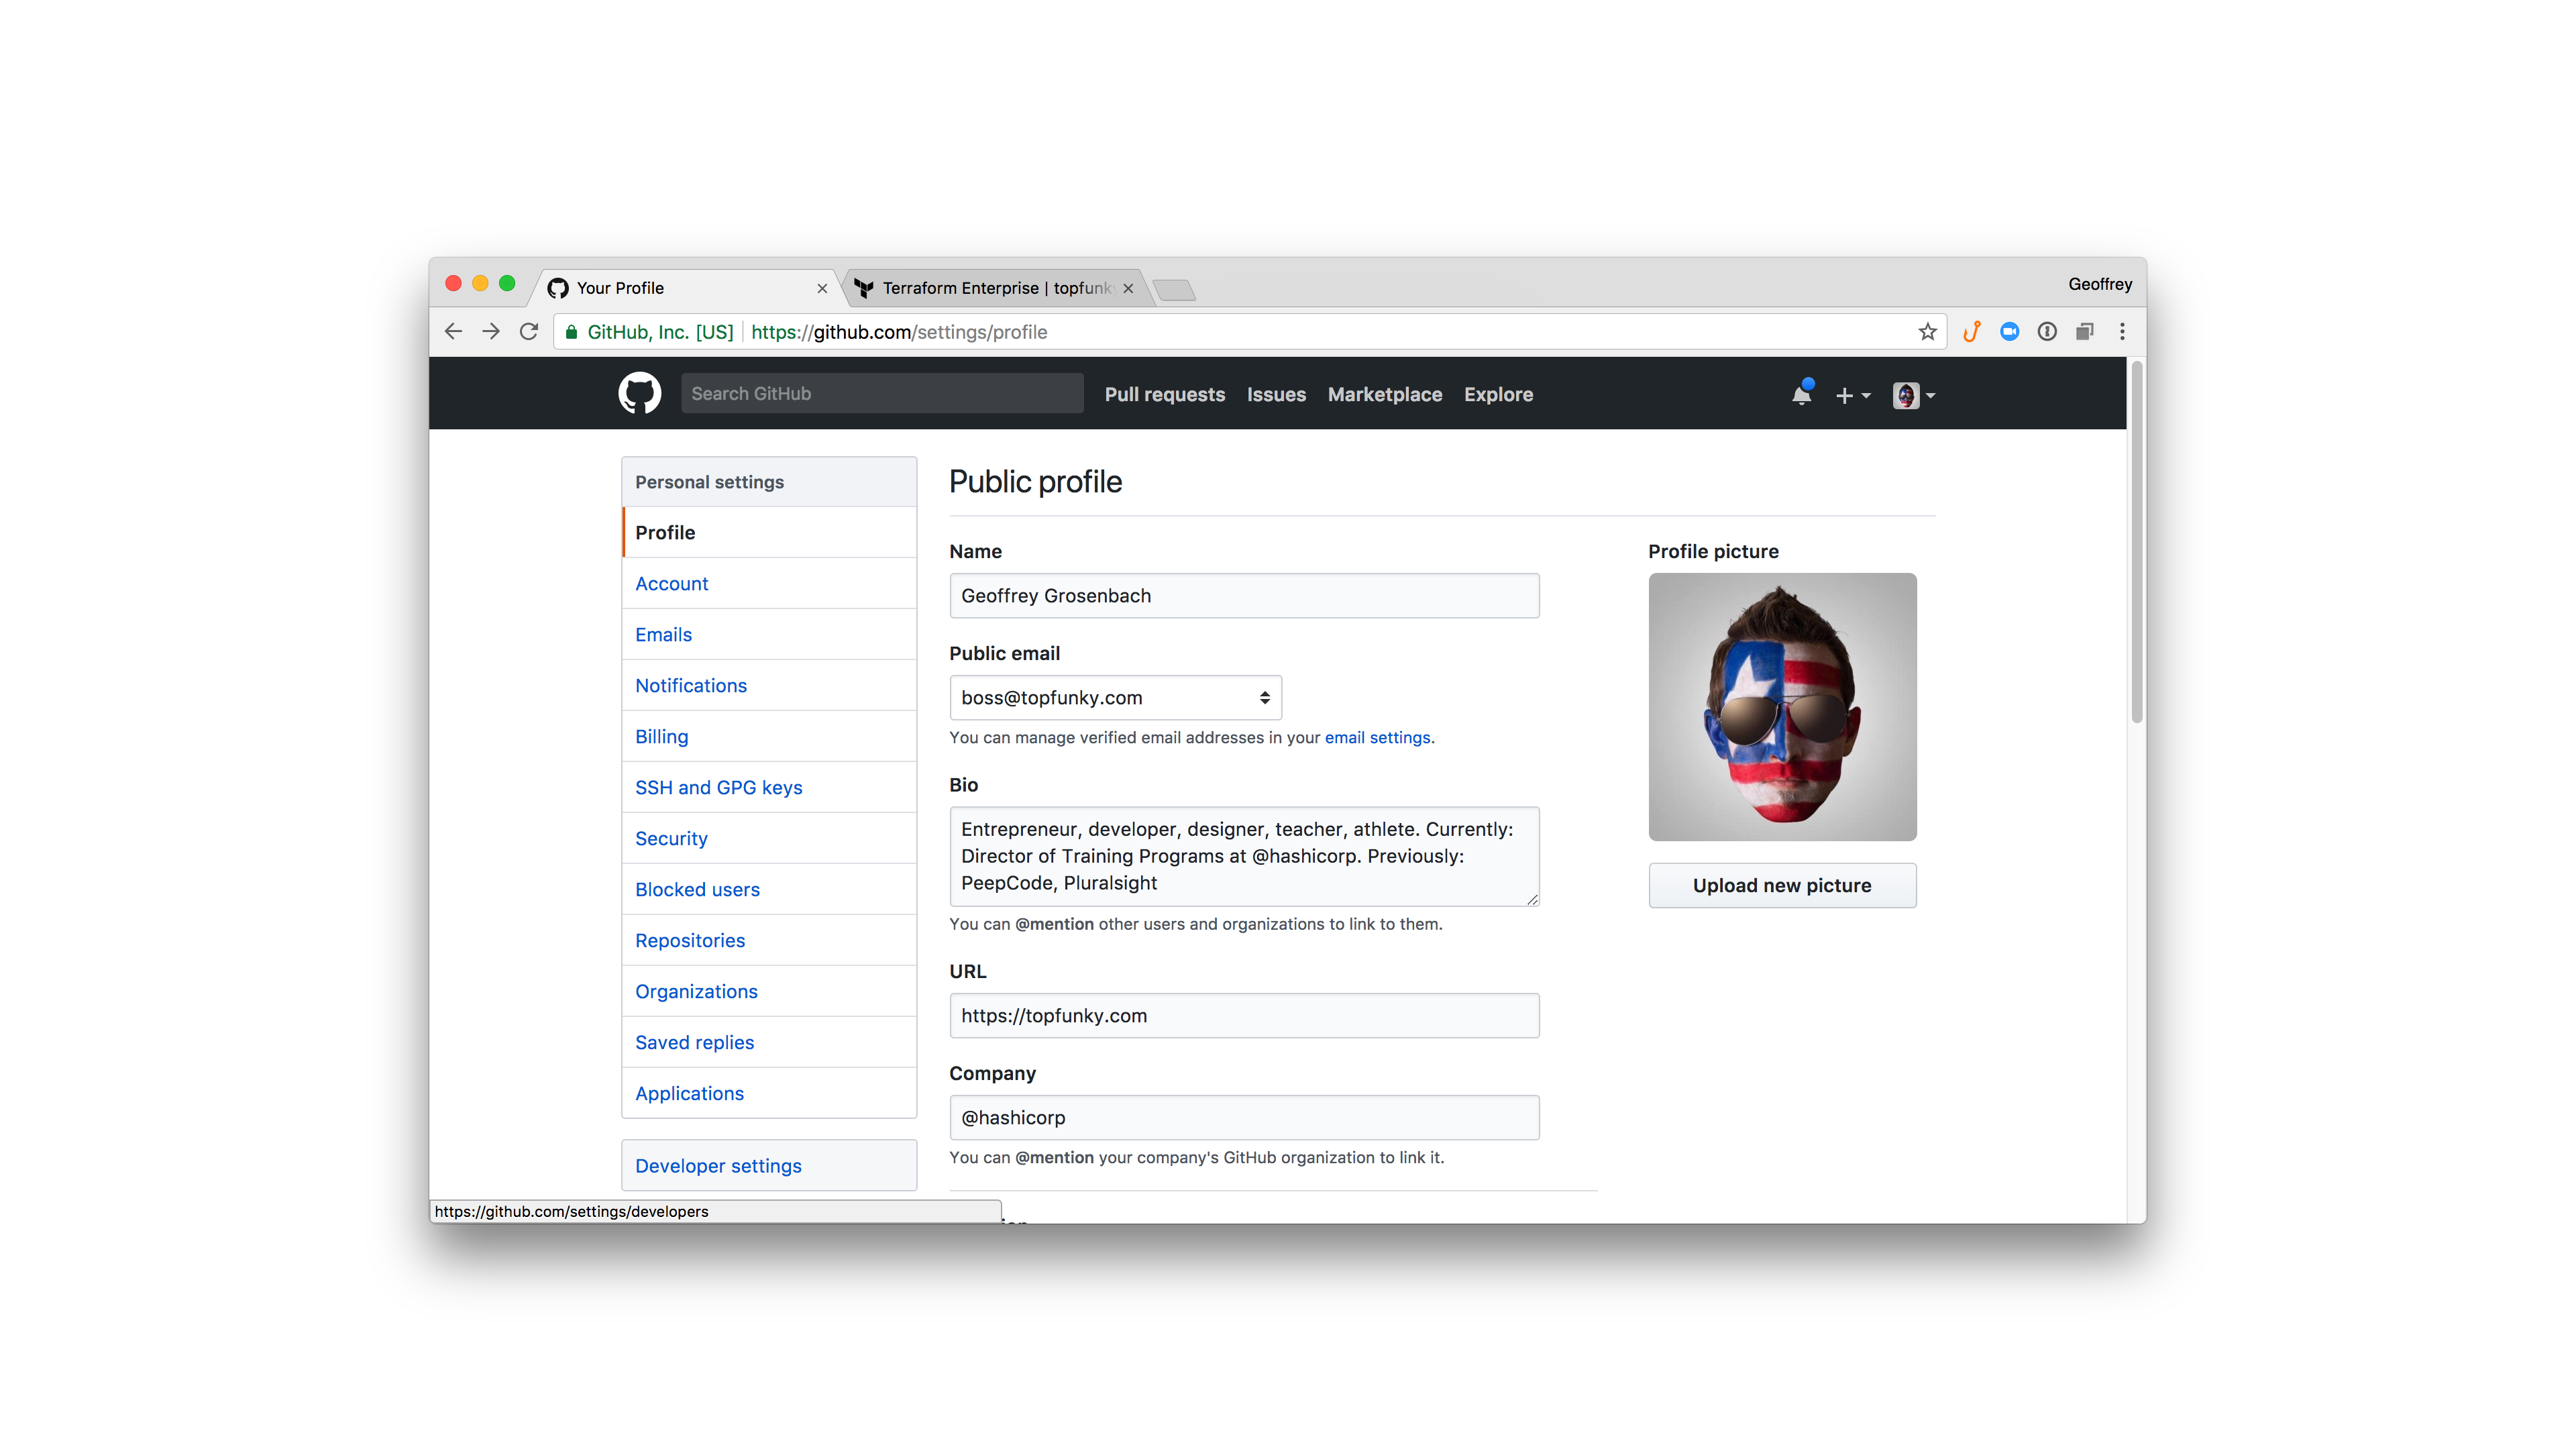 Your Profile
Terraform Enterprise | topfunk
Geoffrey
GitHub, Inc. [US] https://github.com/settings/profile
Search GitHub
Pull requests Issues Marketplace Explore
Personal settings
Profile
Account
Emails
Notifications
Billing
SSH and GPG keys
Security
Blocked users
Repositories
Organizations
Saved replies
Applications
Developer settings
Public profile
Name
Geoffrey Grosenbach
Public email
boss@topfunky.com
You can manage verified email addresses in your email settings.
Bio
Entrepreneur, developer, designer, teacher, athlete. Currently:
Director of Training Programs at @hashicorp. Previously:
PeepCode, Pluralsight
You can @mention other users and organizations to link to them.
URL
https://topfunky.com
Company
@hashicorp
You can @mention your company's GitHub organization to link it.
Profile picture
Upload new picture
https://github.com/settings/developers